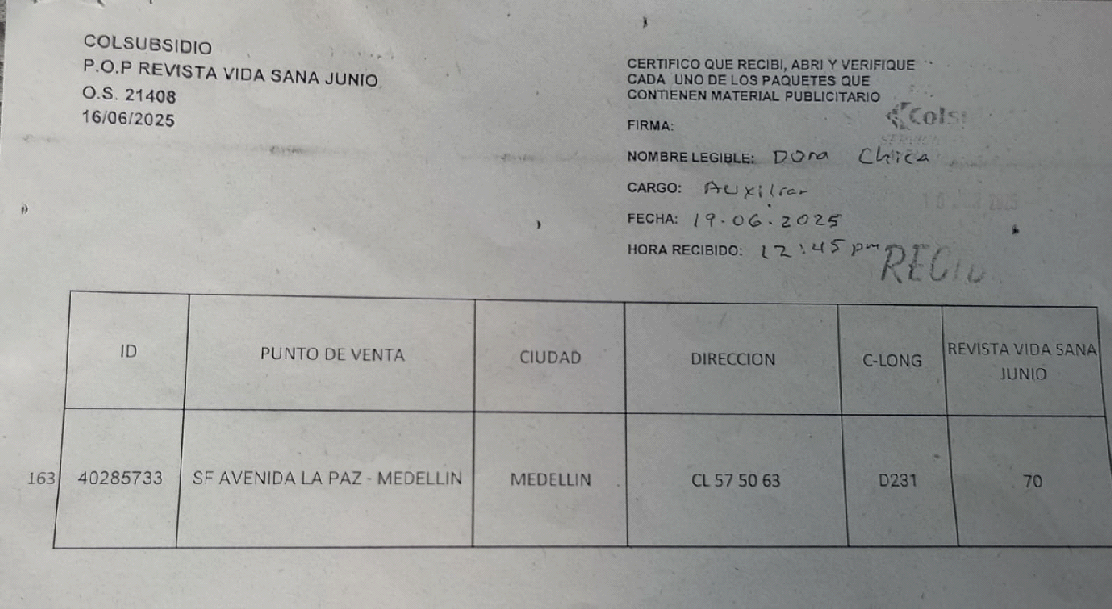 COLSUBSIDIO
P.O.P REVISTA VIDA SANA JUNIO
O.S. 21408
16/06/2025
CERTIFICO QUE RECIBI, ABRI Y VERIFIQUE
CADA UNO DE LOS PAQUETES QUE
CONTIENEN MATERIAL PUBLICITARIO
FIRMA:
NOMBRE LEGIBLE: Dora Chica
CARGO: Auxiliar
FECHA: 19.06.2025
HORA RECIBIDO: 12:45 pm
ID PUNTO DE VENTA CIUDAD DIRECCION C-LONG REVISTA VIDA SANA
JUNIO
163 40285733 SF AVENIDA LA PAZ - MEDELLIN MEDELLIN CL 57 50 63 D231 70